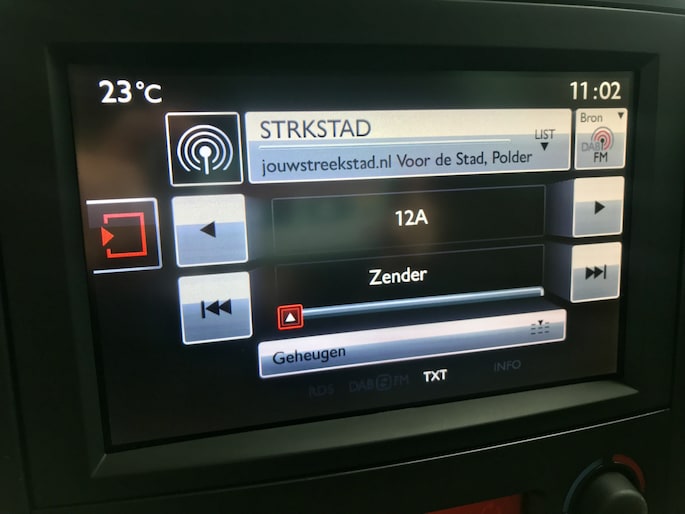 23 °C
11:02
STRKSTAD
LIST
Bron
jouwstreekstad.nl Voor de Stad, Polder
DAB
FM
12A
Zender
Geheugen
RDS DAB FM TXT INFO